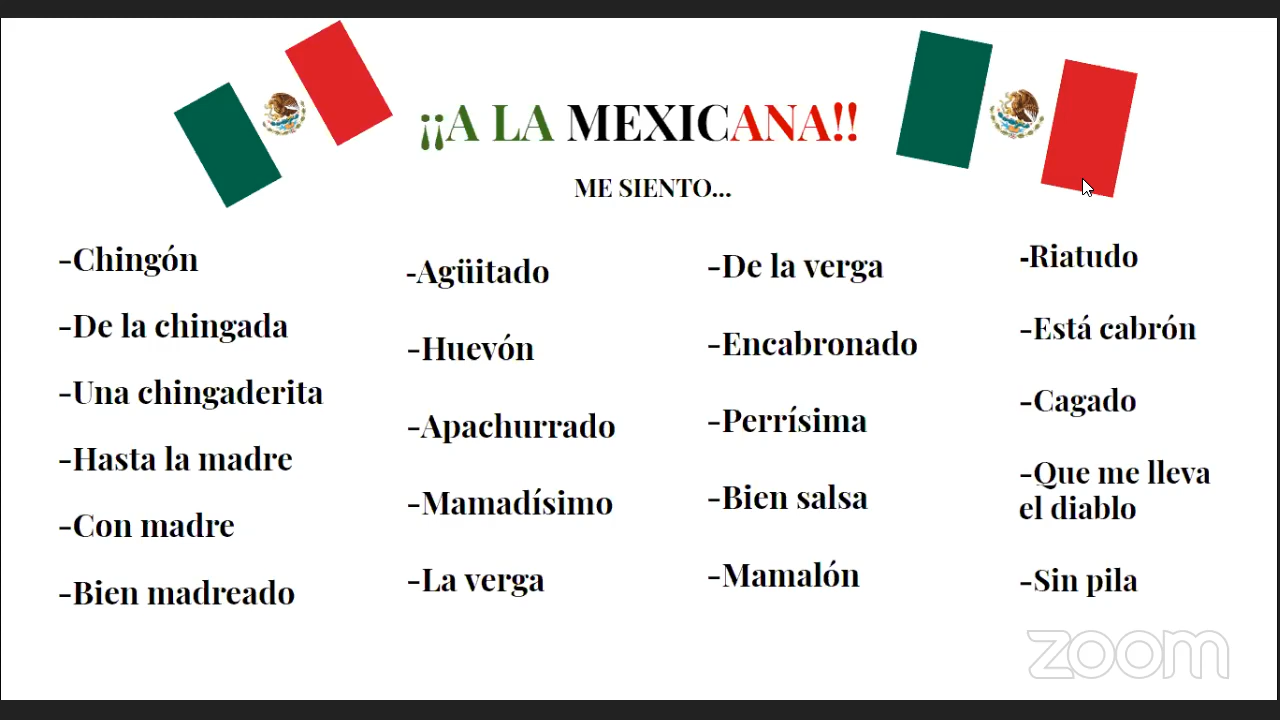 ¡¡A LA MEXICANA!!
ME SIENTO...
-Chingón
-De la chingada
-Una chingaderita
-Hasta la madre
-Con madre
-Bien madreado
-Agüitado
-Huevón
-Apachurrado
-Mamadísimo
-La verga
-De la verga
-Encabronado
-Perrísima
-Bien salsa
-Mamalón
-Riatudo
-Está cabrón
-Cagado
-Que me lleva
el diablo
-Sin pila
zoom